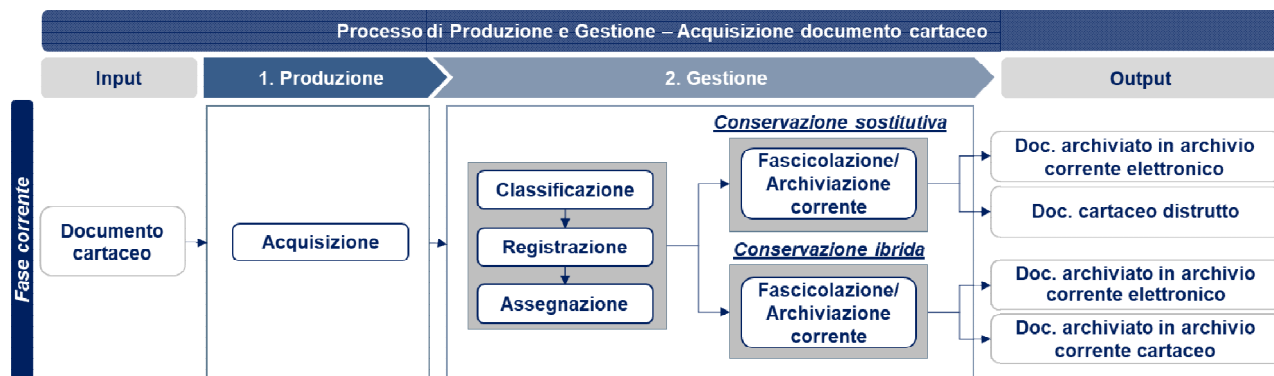 Processo di Produzione e Gestione – Acquisizione documento cartaceo
Input
1. Produzione
2. Gestione
Output
Fase corrente
Documento
cartaceo
Acquisizione
Classificazione
Registrazione
Assegnazione
Conservazione sostitutiva
Fascicolazione/
Archiviazione
corrente
Conservazione ibrida
Fascicolazione/
Archiviazione
corrente
Doc. archiviato in archivio
corrente elettronico
Doc. cartaceo distrutto
Doc. archiviato in archivio
corrente elettronico
Doc. archiviato in archivio
corrente cartaceo